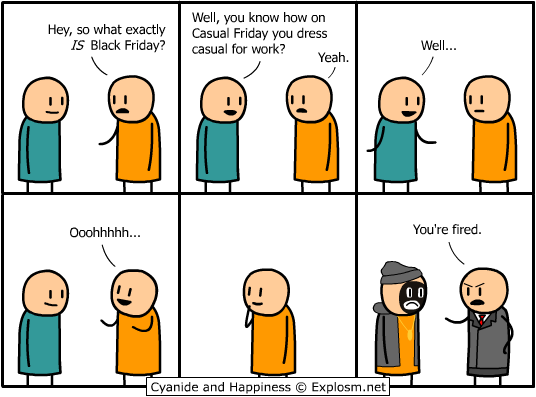 Hey, so what exactly
IS Black Friday?
Well, you know how on
Casual Friday you dress
casual for work?
Yeah.
Well...
Ooohhhhh...
You're fired.
Cyanide and Happiness © Explosm.net